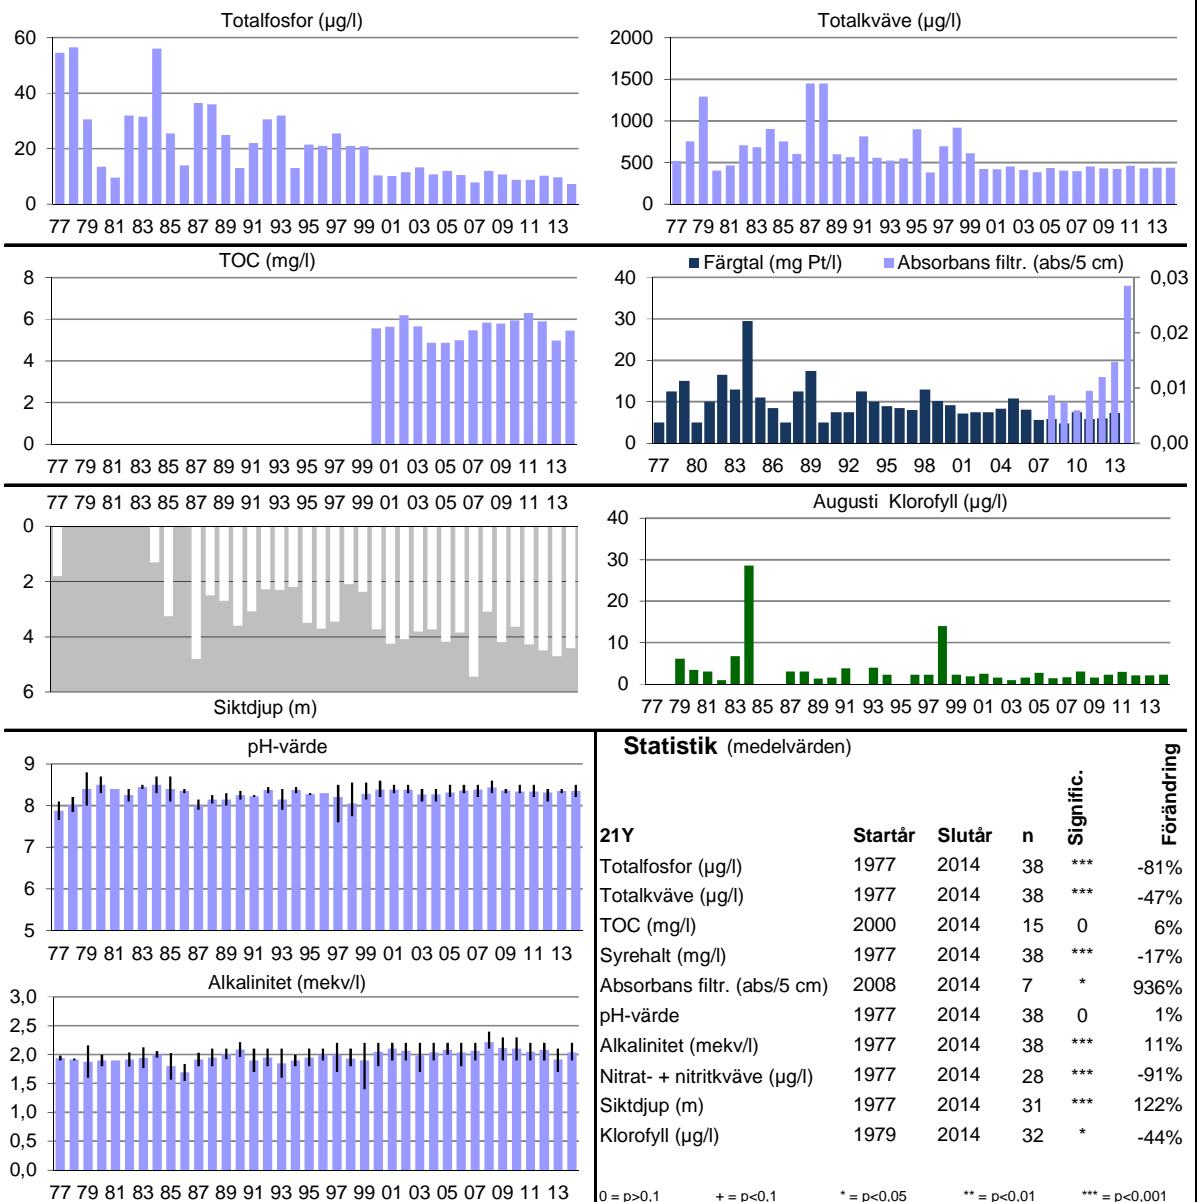 Totalfosfor (µg/l)
60
40
20
0
77 79 81 83 85 87 89 91 93 95 97 99 01 03 05 07 09 11 13
Totalkväve (µg/l)
2000
1500
1000
500
0
77 79 81 83 85 87 89 91 93 95 97 99 01 03 05 07 09 11 13
TOC (mg/l)
8
6
4
2
0
77 79 81 83 85 87 89 91 93 95 97 99 01 03 05 07 09 11 13
Färgtal (mg Pt/l) Absorbans filtr. (abs/5 cm)
40
30
20
10
0
0,03
0,02
0,01
0,00
77 80 83 86 89 92 95 98 01 04 07 10 13
77 79 81 83 85 87 89 91 93 95 97 99 01 03 05 07 09 11 13
0
2
4
6
Siktdjup (m)
Augusti Klorofyll (µg/l)
40
30
20
10
0
77 79 81 83 85 87 89 91 93 95 97 99 01 03 05 07 09 11 13
pH-värde
9
8
7
6
5
77 79 81 83 85 87 89 91 93 95 97 99 01 03 05 07 09 11 13
Alkalinitet (mekv/l)
3,0
2,5
2,0
1,5
1,0
0,5
0,0
77 79 81 83 85 87 89 91 93 95 97 99 01 03 05 07 09 11 13
Statistik (medelvärden)
21Y Startår Slutår n Signific. Förändring
Totalfosfor (µg/l) 1977 2014 38 *** -81%
Totalkväve (µg/l) 1977 2014 38 *** -47%
TOC (mg/l) 2000 2014 15 0 6%
Syrehalt (mg/l) 1977 2014 38 *** -17%
Absorbans filtr. (abs/5 cm) 2008 2014 7 * 936%
pH-värde 1977 2014 38 0 1%
Alkalinitet (mekv/l) 1977 2014 38 *** 11%
Nitrat- + nitritkväve (µg/l) 1977 2014 28 *** -91%
Siktdjup (m) 1977 2014 31 *** 122%
Klorofyll (µg/l) 1979 2014 32 * -44%
0 = p>0,1 + = p<0,1 * = p<0,05 ** = p<0,01 *** = p<0,001